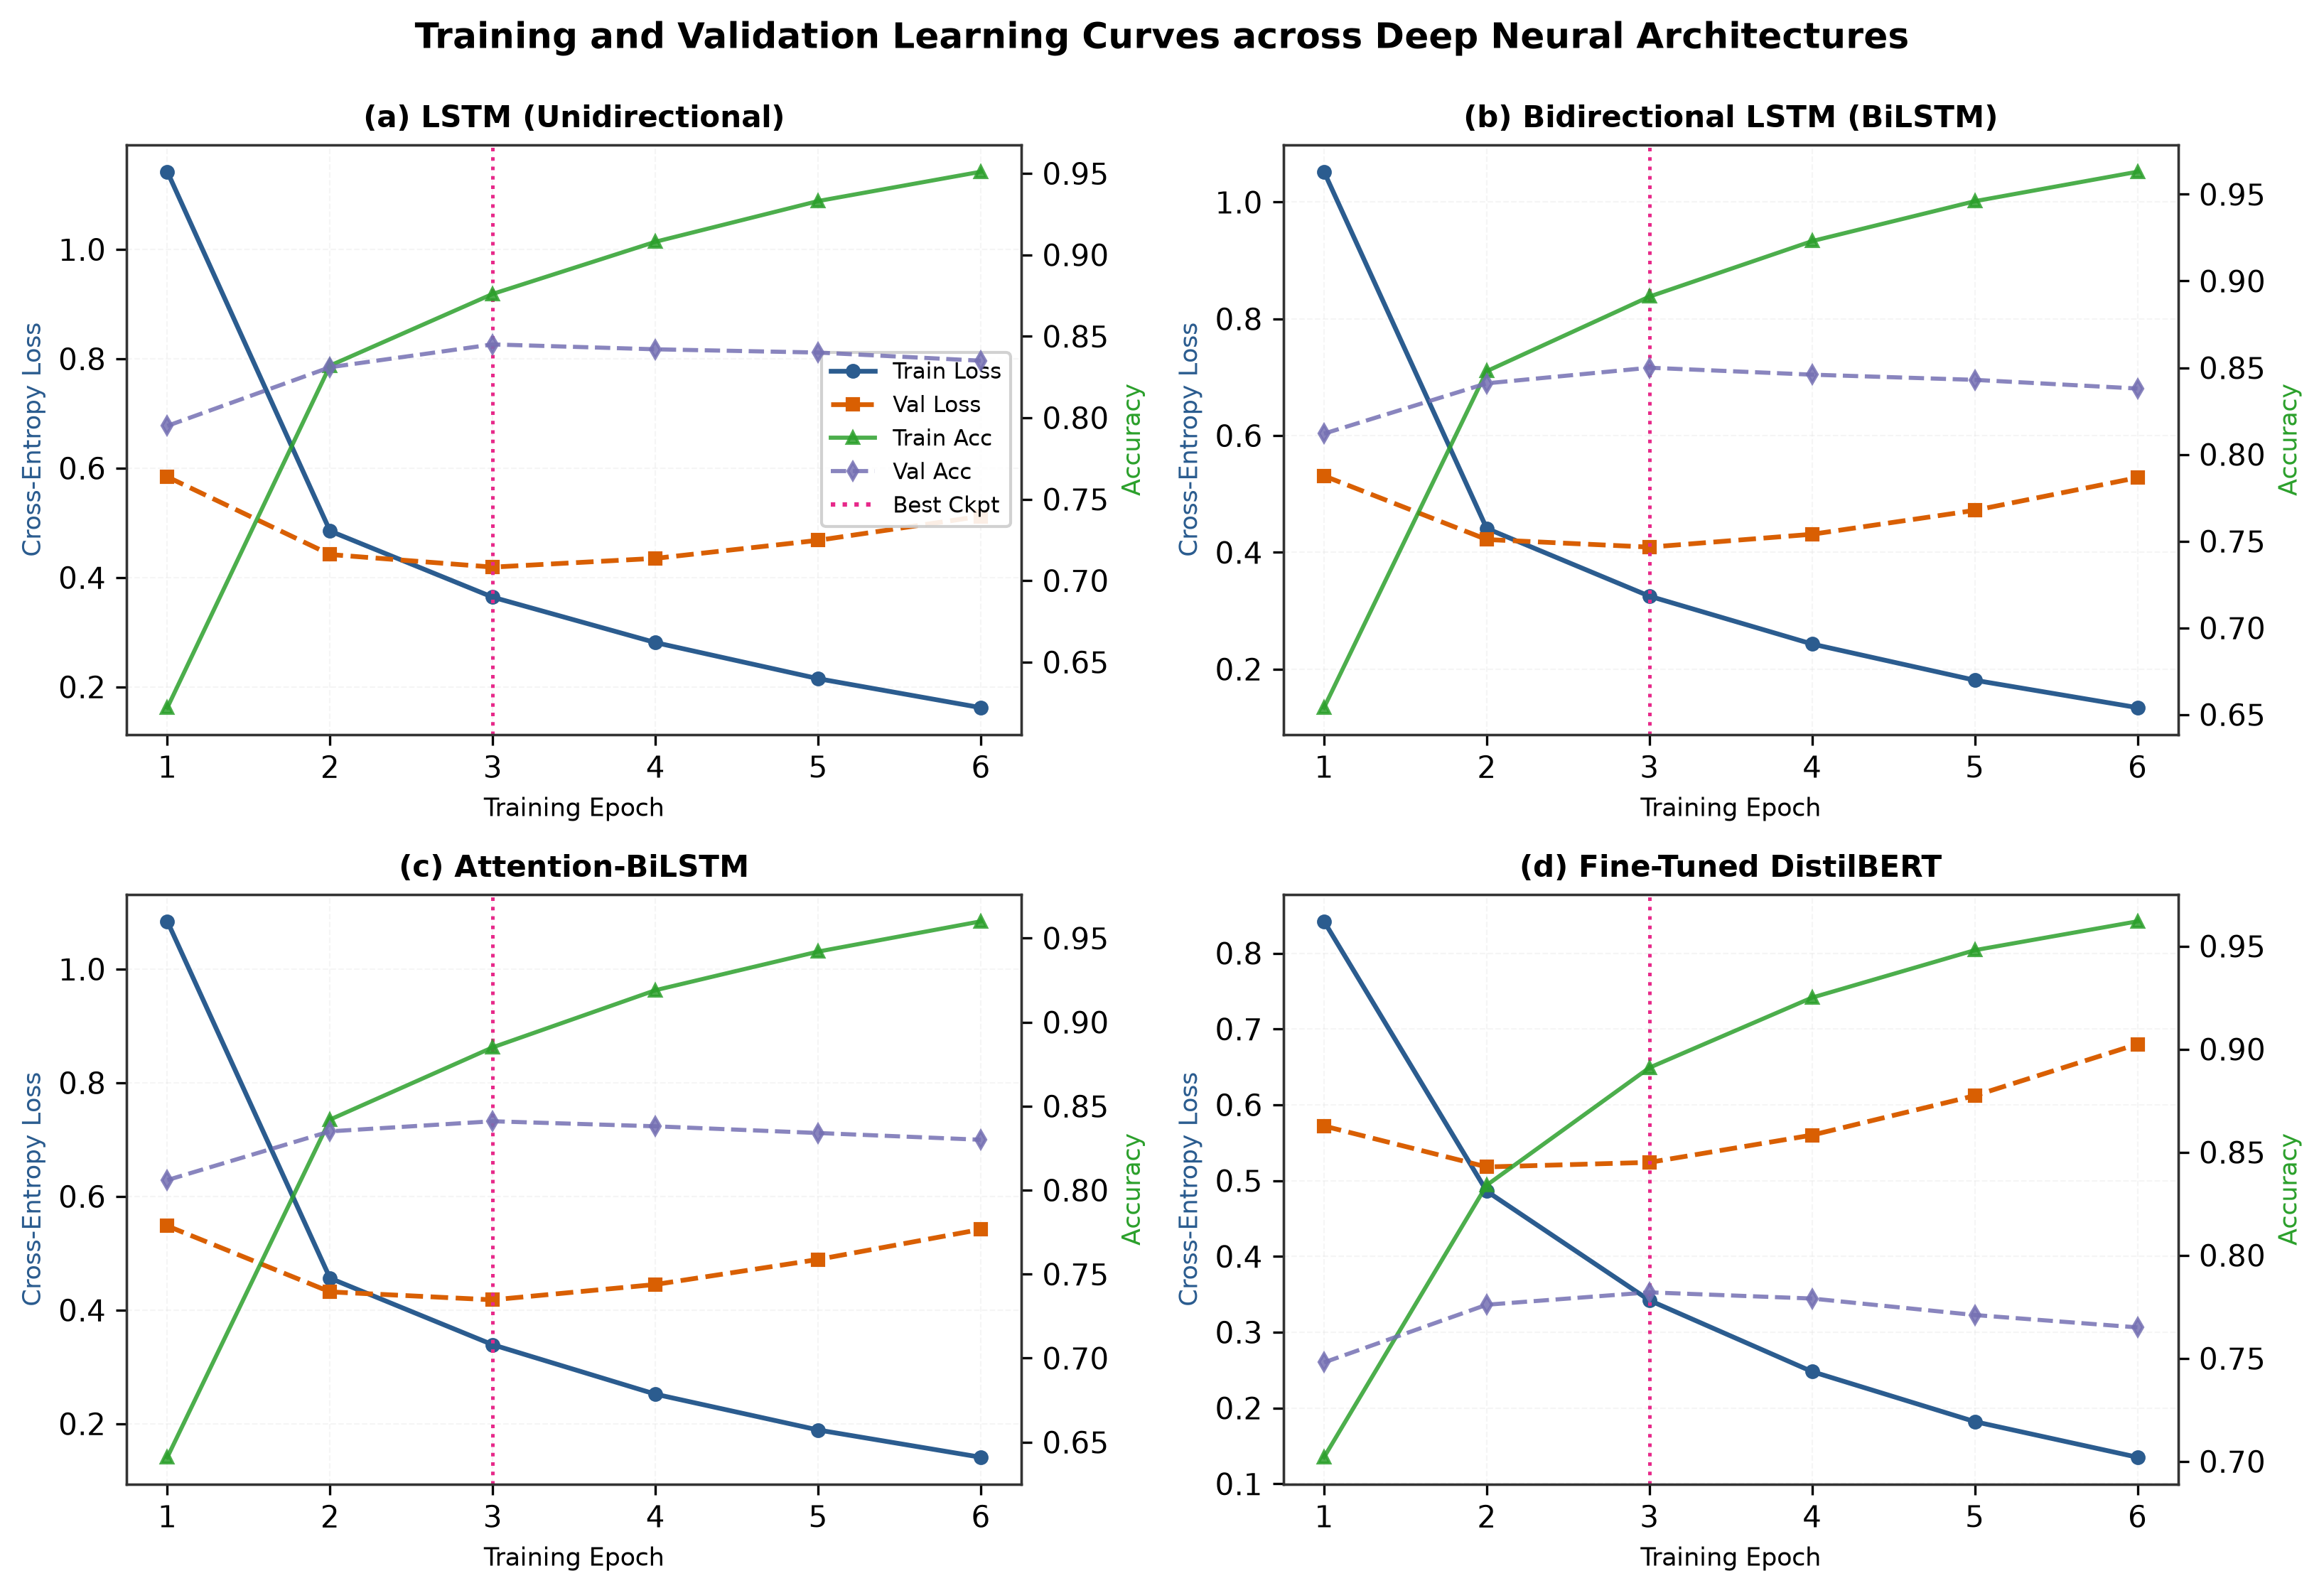 Training and Validation Learning Curves across Deep Neural Architectures
(a) LSTM (Unidirectional)
Cross-Entropy Loss
1.0
0.8
0.6
0.4
0.2
0.95
0.90
0.85
0.80
0.75
0.70
0.65
Accuracy
Train Loss
Val Loss
Train Acc
Val Acc
Best Ckpt
1 2 3 4 5 6
Training Epoch
(b) Bidirectional LSTM (BiLSTM)
Cross-Entropy Loss
1.0
0.8
0.6
0.4
0.2
0.95
0.90
0.85
0.80
0.75
0.70
0.65
Accuracy
1 2 3 4 5 6
Training Epoch
(c) Attention-BiLSTM
Cross-Entropy Loss
1.0
0.8
0.6
0.4
0.2
0.95
0.90
0.85
0.80
0.75
0.70
0.65
Accuracy
1 2 3 4 5 6
Training Epoch
(d) Fine-Tuned DistilBERT
Cross-Entropy Loss
0.8
0.7
0.6
0.5
0.4
0.3
0.2
0.1
0.95
0.90
0.85
0.80
0.75
0.70
Accuracy
1 2 3 4 5 6
Training Epoch